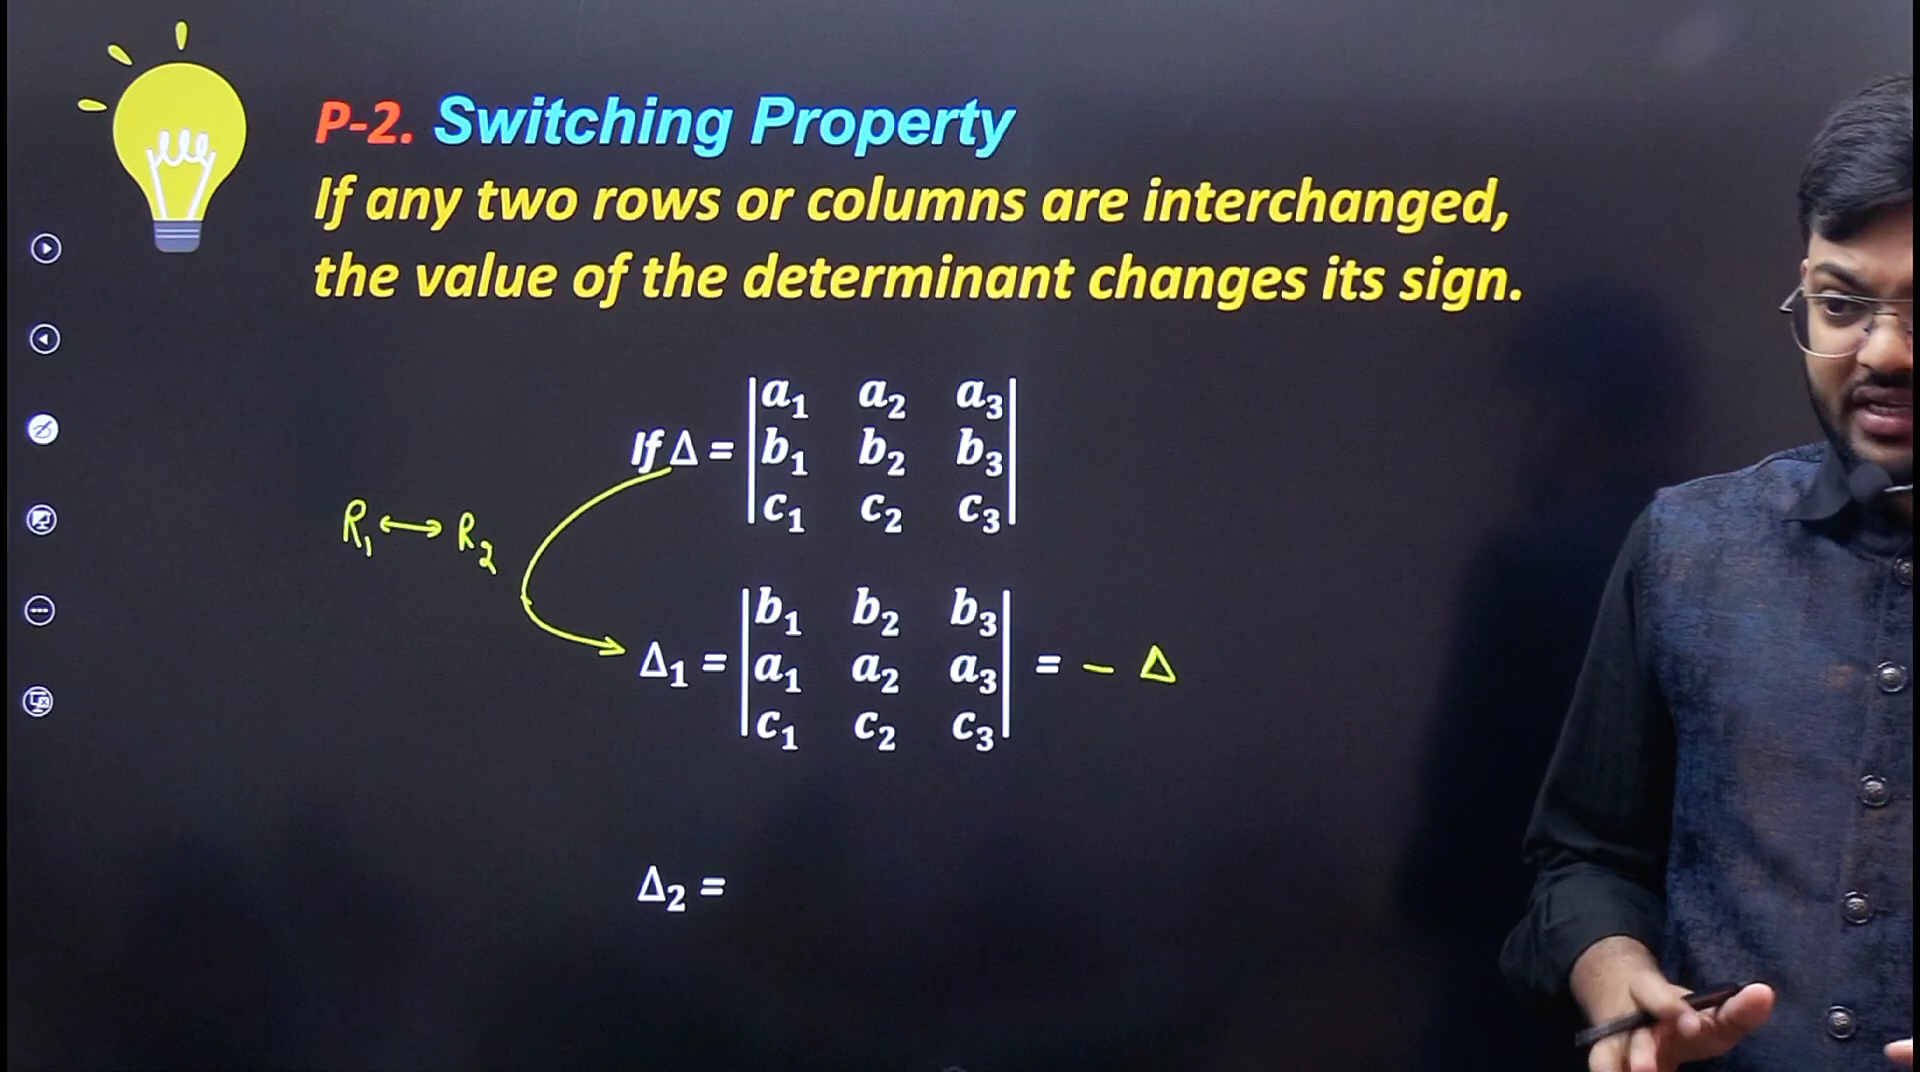 P-2. Switching Property
If any two rows or columns are interchanged,
the value of the determinant changes its sign.
a₁ a₂ a₃
If Δ = b₁ b₂ b₃
c₁ c₂ c₃
R₁ ↔ R₂
b₁ b₂ b₃
Δ₁ = a₁ a₂ a₃ = − Δ
c₁ c₂ c₃
Δ₂ =